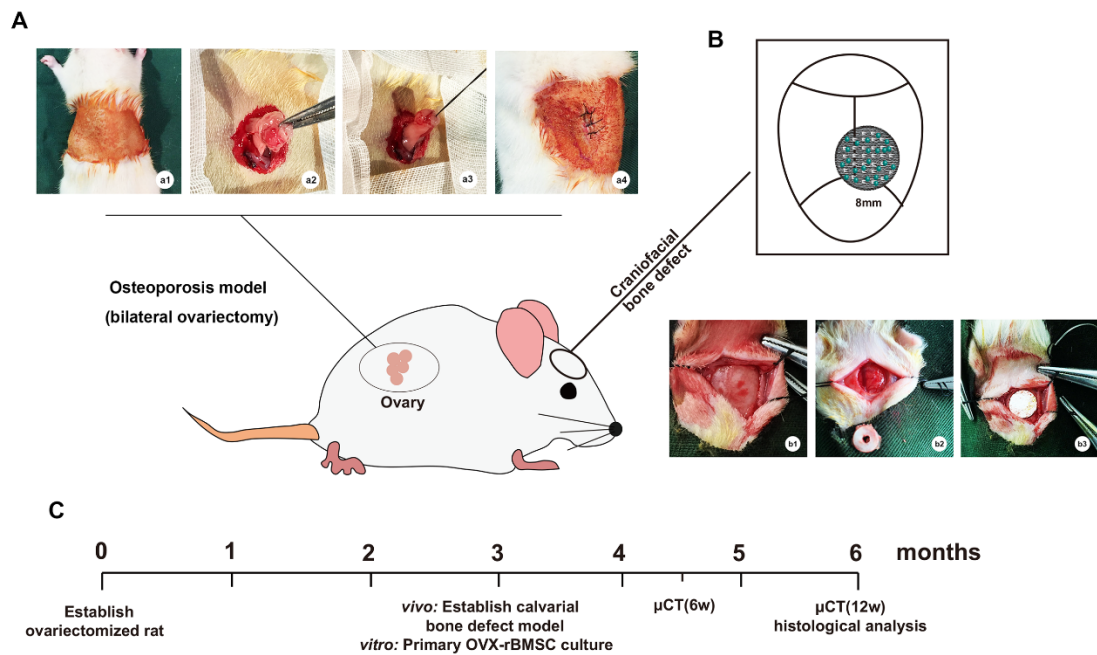 A
a1
a2
a3
a4
B
8mm
Craniofacial
bone defect
Osteoporosis model
(bilateral ovariectomy)
Ovary
b1
b2
b3
C
0 1 2 3 4 5 6 months
Establish
ovariectomized rat
vivo: Establish calvarial
bone defect model
vitro: Primary OVX-rBMSC culture
μCT(6w)
μCT(12w)
histological analysis